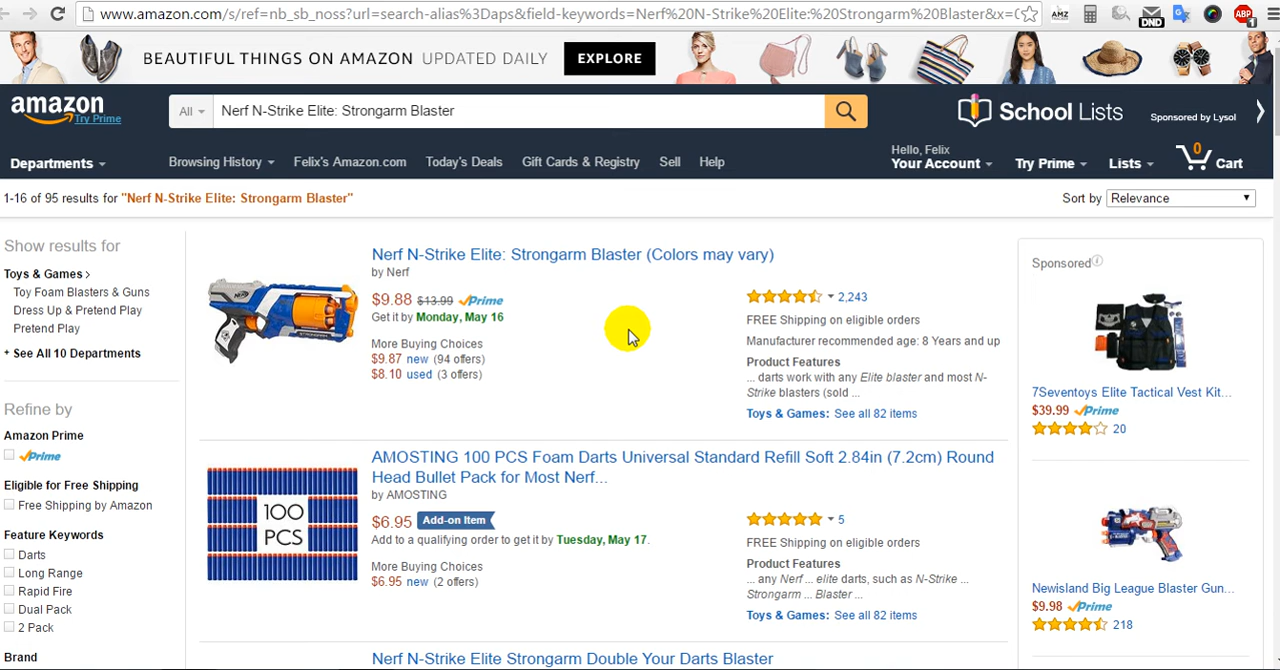 www.amazon.com/s/ref=nb_sb_noss?url=search-alias%3Daps&field-keywords=Nerf%20N-Strike%20Elite:%20Strongarm%20Blaster&x=
AMZ
DND
ABP
1
BEAUTIFUL THINGS ON AMAZON UPDATED DAILY EXPLORE
amazon
Try Prime
All
Nerf N-Strike Elite: Strongarm Blaster
School Lists
Sponsored by Lysol
Departments
Browsing History
Felix's Amazon.com
Today's Deals
Gift Cards & Registry
Sell
Help
Hello, Felix
Your Account
Try Prime
Lists
0
Cart
1-16 of 95 results for "Nerf N-Strike Elite: Strongarm Blaster"
Sort by Relevance
Show results for
Toys & Games
Toy Foam Blasters & Guns
Dress Up & Pretend Play
Pretend Play
+ See All 10 Departments
Refine by
Amazon Prime
Prime
Eligible for Free Shipping
Free Shipping by Amazon
Feature Keywords
Darts
Long Range
Rapid Fire
Dual Pack
2 Pack
Brand
Nerf N-Strike Elite: Strongarm Blaster (Colors may vary)
by Nerf
$9.88 $13.99 Prime
Get it by Monday, May 16
More Buying Choices
$9.87 new (94 offers)
$8.10 used (3 offers)
2,243
FREE Shipping on eligible orders
Manufacturer recommended age: 8 Years and up
Product Features
... darts work with any Elite blaster and most N-
Strike blasters (sold ...
Toys & Games: See all 82 items
AMOSTING 100 PCS Foam Darts Universal Standard Refill Soft 2.84in (7.2cm) Round
Head Bullet Pack for Most Nerf...
by AMOSTING
100
PCS
$6.95 Add-on Item
Add to a qualifying order to get it by Tuesday, May 17.
More Buying Choices
$6.95 new (2 offers)
5
FREE Shipping on eligible orders
Product Features
... any Nerf ... elite darts, such as N-Strike ...
Strongarm ... Blaster ...
Toys & Games: See all 82 items
Nerf N-Strike Elite Strongarm Double Your Darts Blaster
Sponsored
7Seventoys Elite Tactical Vest Kit...
$39.99 Prime
20
Newisland Big League Blaster Gun...
$9.98 Prime
218